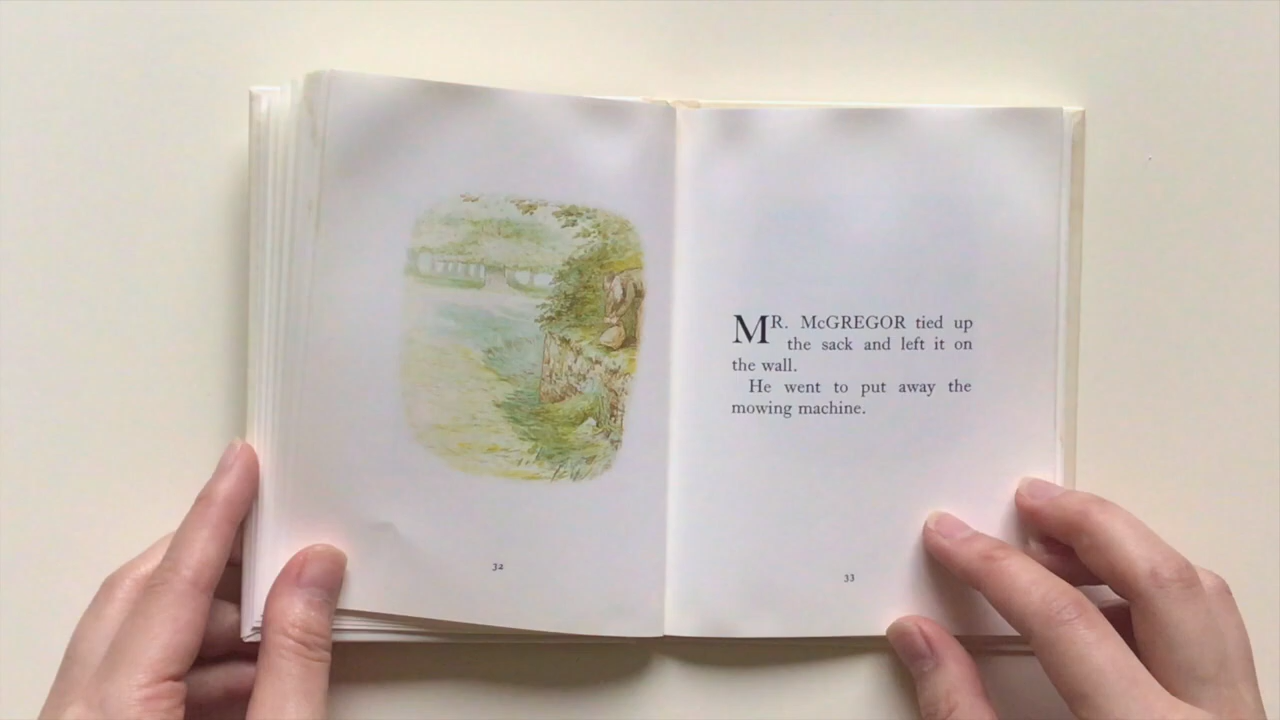 32
MR. McGREGOR tied up
the sack and left it on
the wall.
He went to put away the
mowing machine.
33